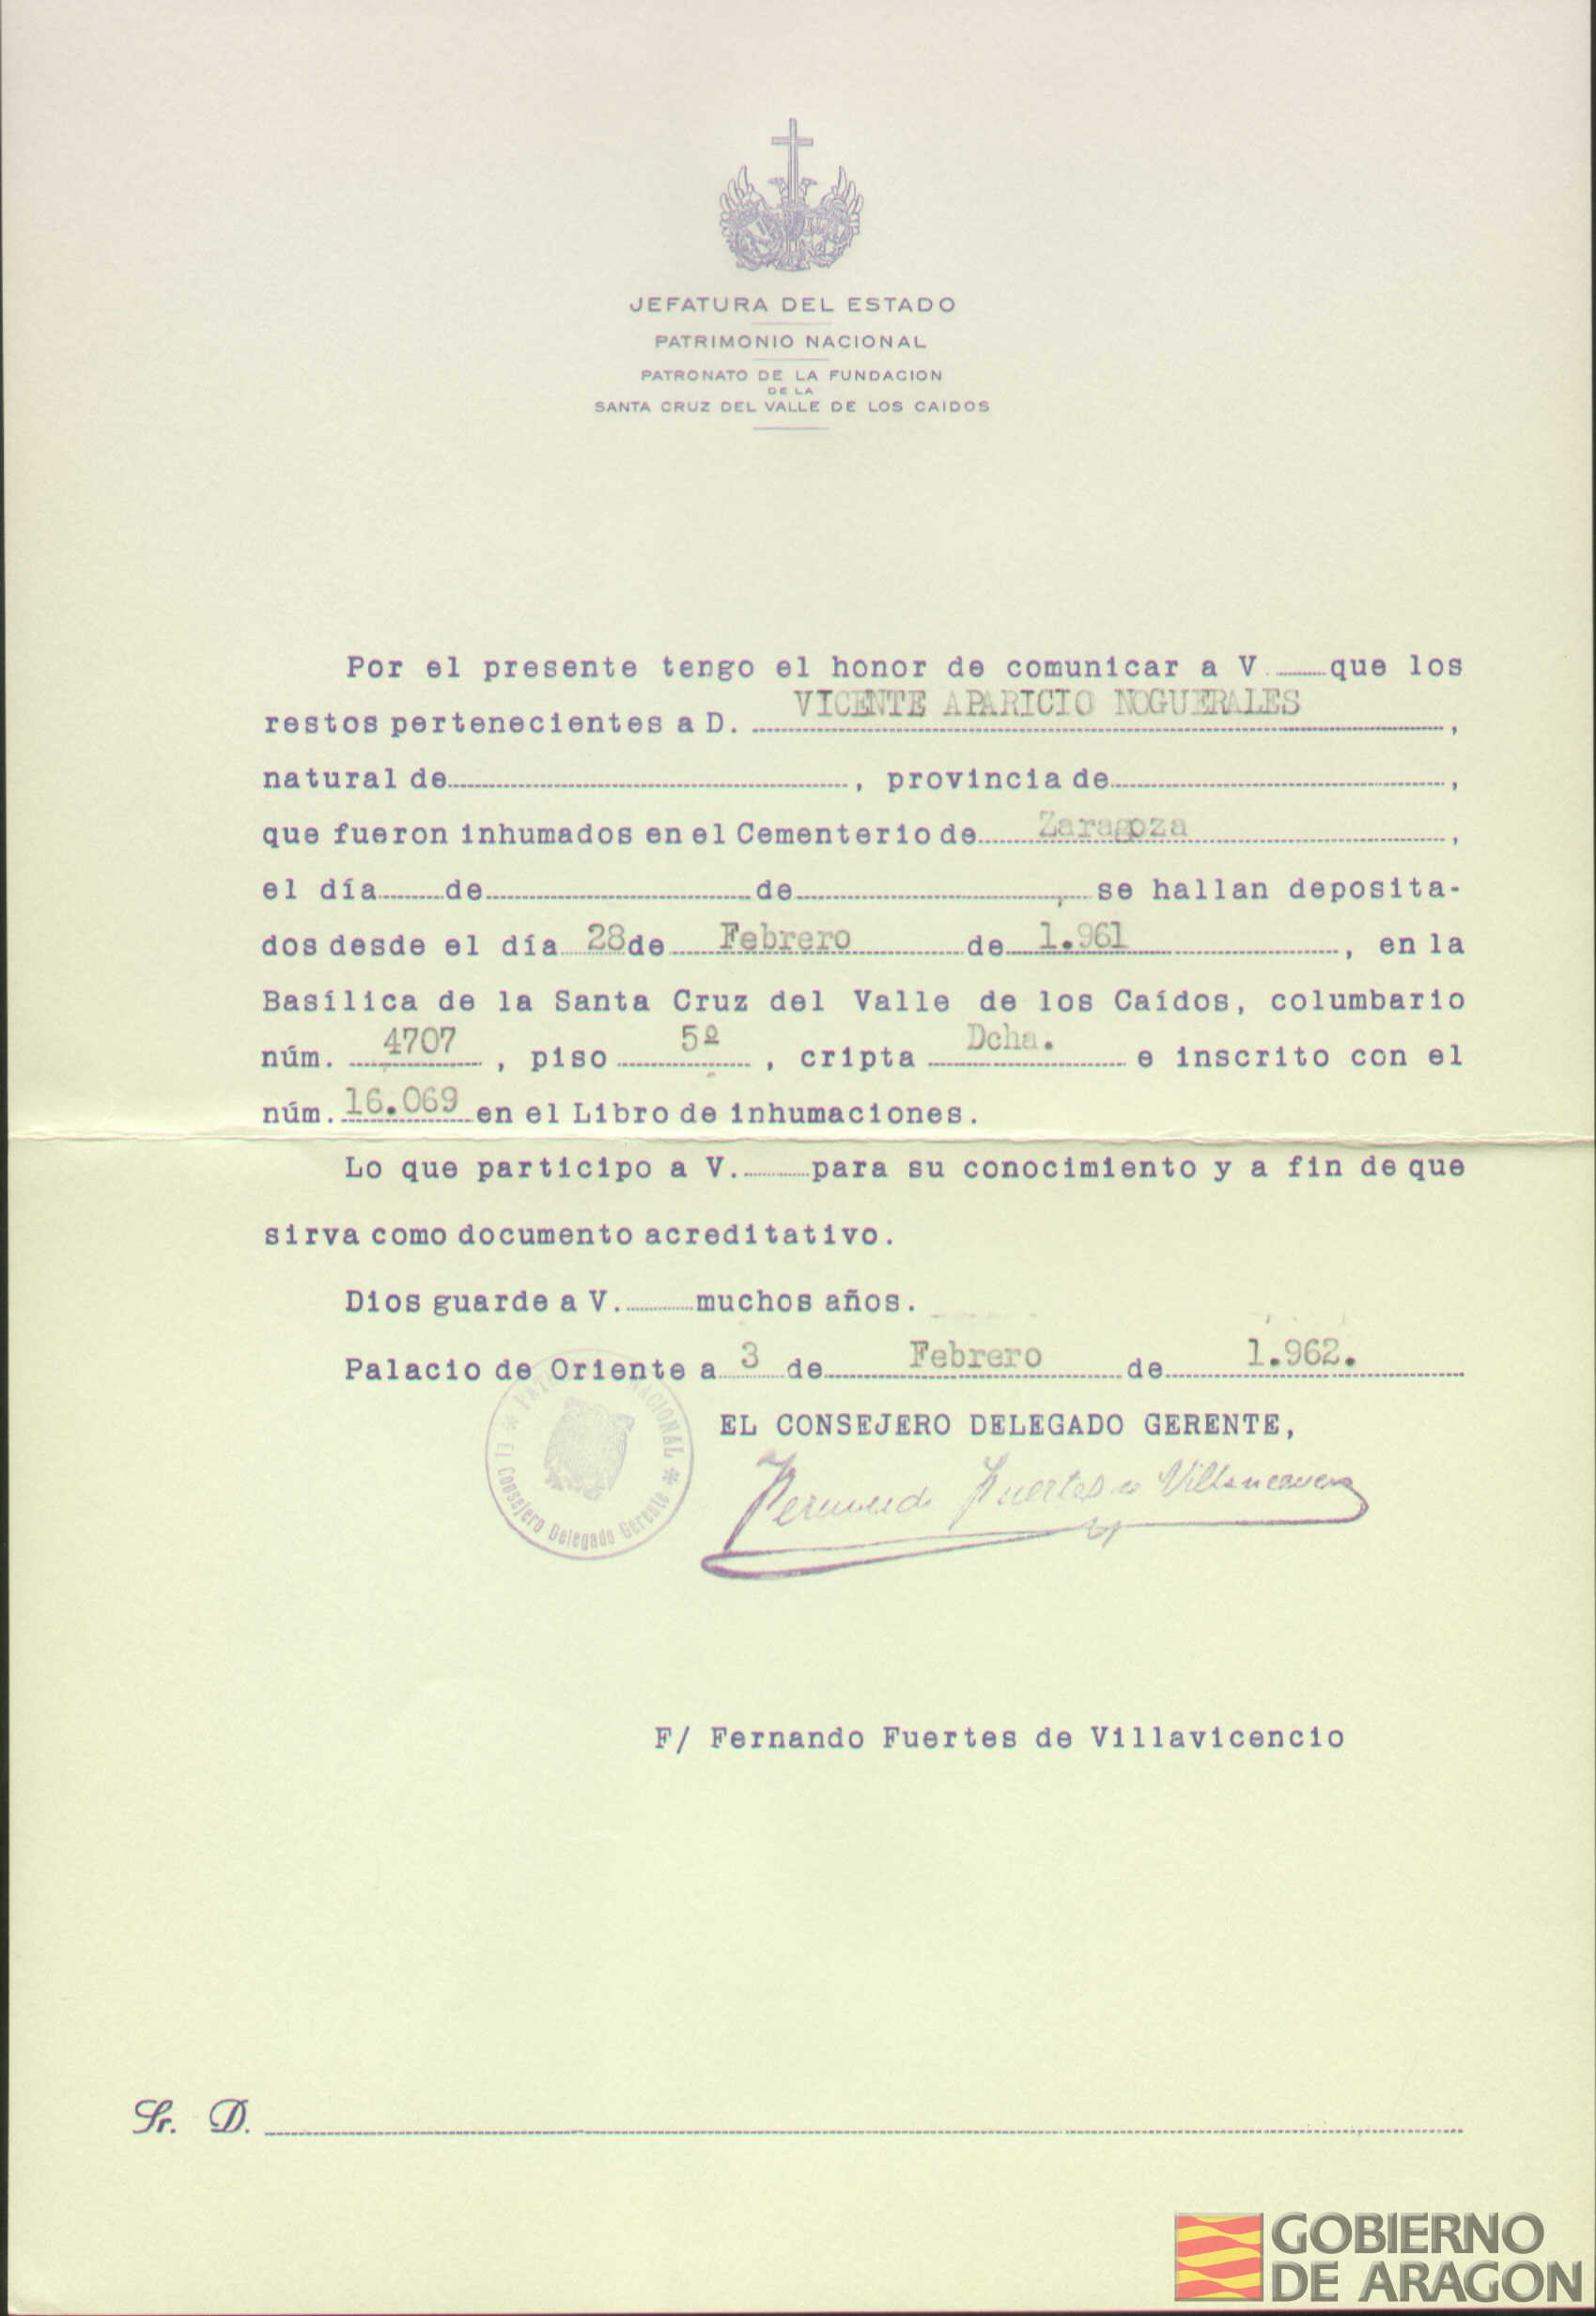 JEFATURA DEL ESTADO
PATRIMONIO NACIONAL
PATRONATO DE LA FUNDACION
DE LA
SANTA CRUZ DEL VALLE DE LOS CAIDOS
Por el presente tengo el honor de comunicar a V. que los
restos pertenecientes a D. VICENTE APARICIO NOGUERALES,
natural de , provincia de ,
que fueron inhumados en el Cementerio de Zaragoza,
el día de de , se hallan deposita-
dos desde el día 28 de Febrero de 1.961, en la
Basílica de la Santa Cruz del Valle de los Caídos, columbario
núm. 4707, piso 5º, cripta Dcha. e inscrito con el
núm. 16.069 en el Libro de inhumaciones.
Lo que participo a V. para su conocimiento y a fin de que
sirva como documento acreditativo.
Dios guarde a V. muchos años.
Palacio de Oriente a 3 de Febrero de 1.962.
NACIONAL
El Consejero Delegado Gerente
EL CONSEJERO DELEGADO GERENTE,
F/ Fernando Fuertes de Villavicencio
Sr. D.
GOBIERNO
DE ARAGON